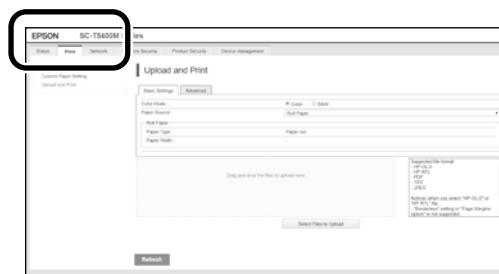 EPSON SC-T5400M
Status Print Network Security Product Security Device Management
Custom Paper Setting
Upload and Print
Upload and Print
Basic Settings Advanced
Color Mode : Color B&W
Paper Source : Roll Paper
Roll Paper
Paper Type : Paper out
Paper Width : -
Drag and drop the files to upload here.
Supported file format
- HP-GL/2
- HP RTL
- PDF
- TIFF
- JPEG
Notices when you select "HP-GL/2" or
"HP RTL" file
- "Borderless" setting in "Page Margins
option" is not supported.
Select Files to Upload
Refresh